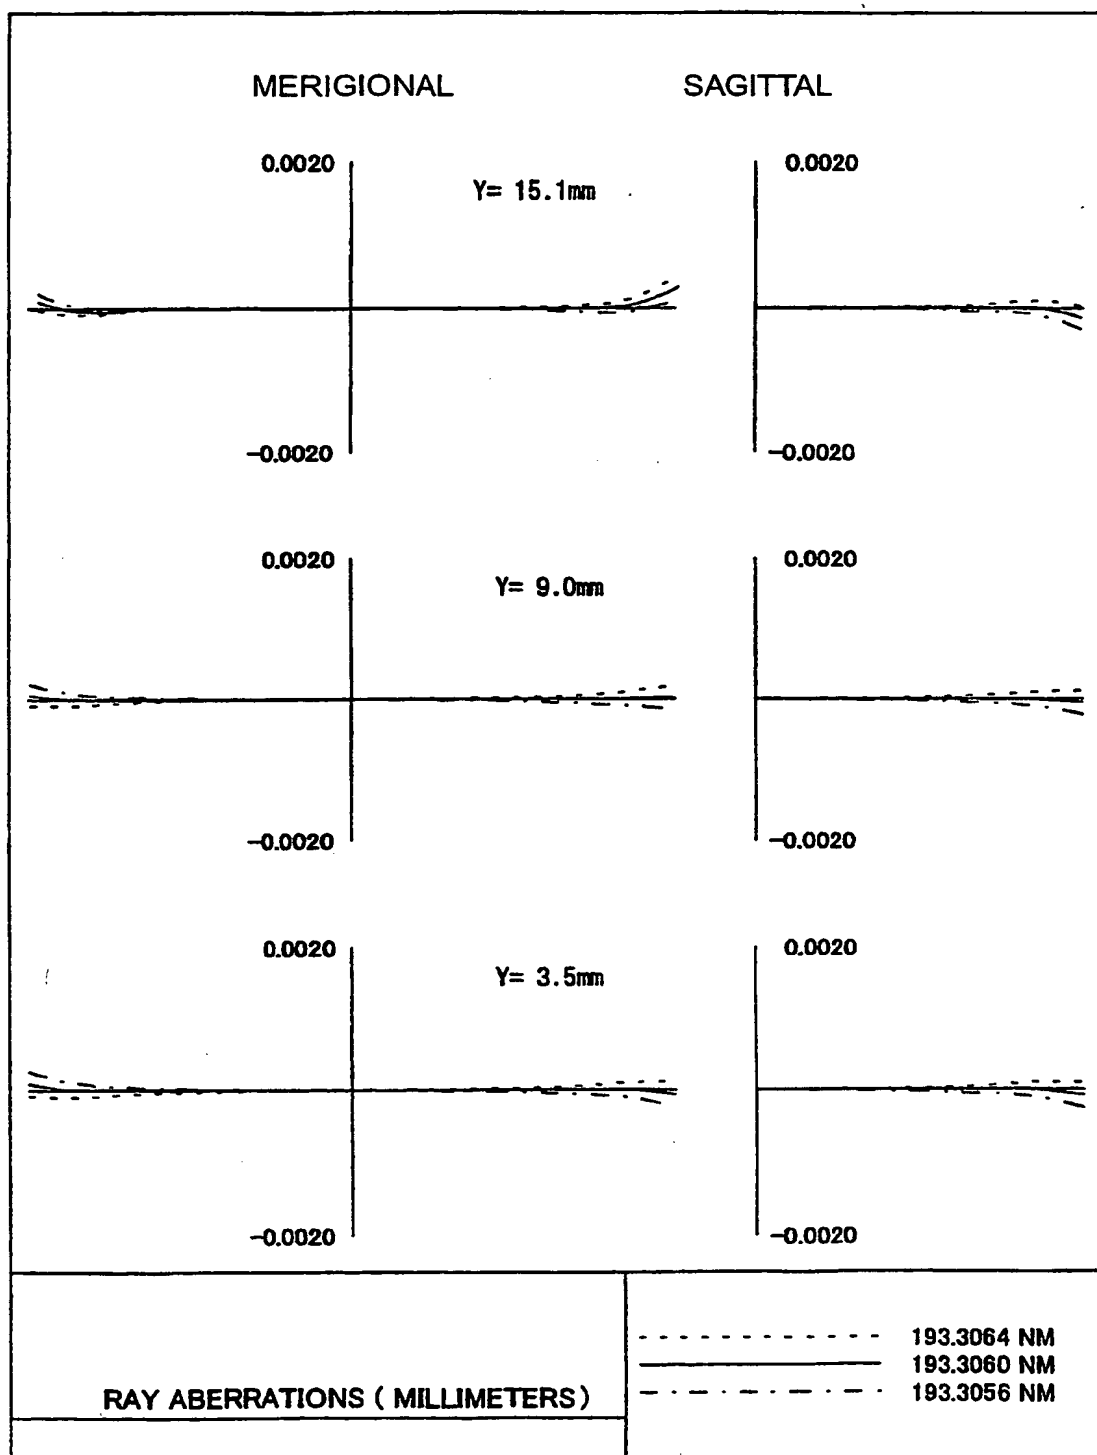 MERIGIONAL SAGITTAL
0.0020 0.0020
Y= 15.1mm
-0.0020 -0.0020
0.0020 0.0020
Y= 9.0mm
-0.0020 -0.0020
0.0020 0.0020
Y= 3.5mm
-0.0020 -0.0020
193.3064 NM
193.3060 NM
193.3056 NM
RAY ABERRATIONS ( MILLIMETERS )